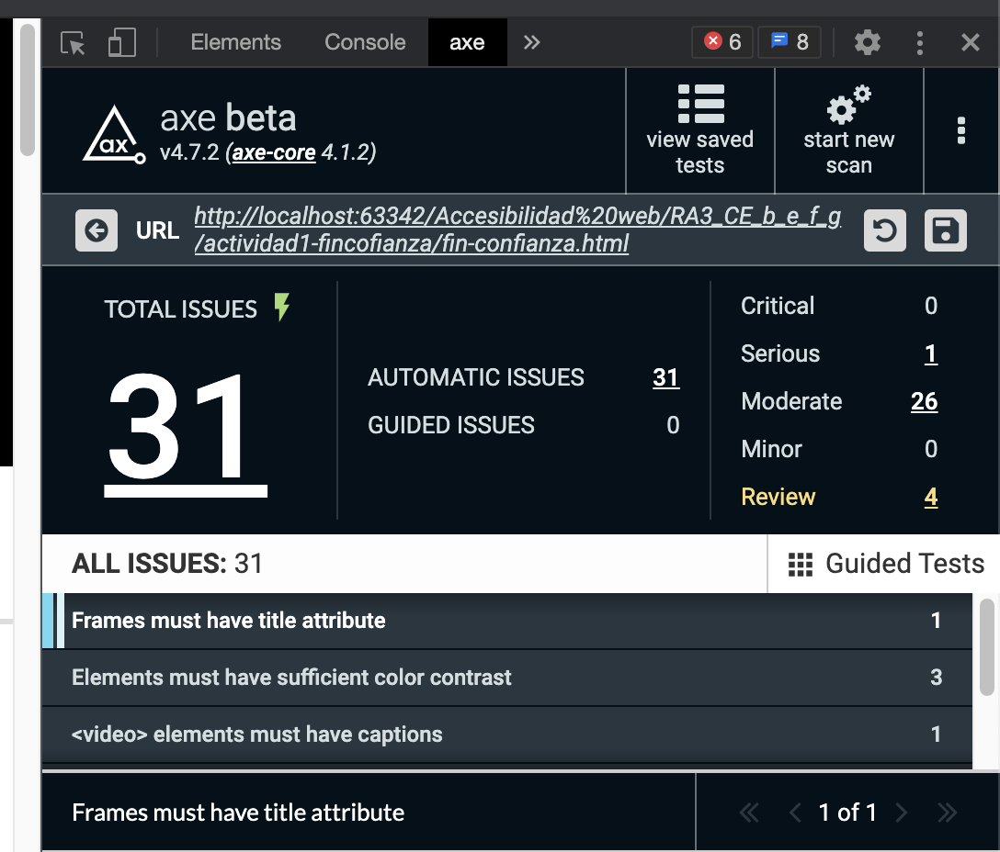 Elements Console axe 6 8
axe beta
v4.7.2 (axe-core 4.1.2)
ax
view saved
tests
start new
scan
URL
http://localhost:63342/Accesibilidad%20web/RA3_CE_b_e_f_g
/actividad1-fincofianza/fin-confianza.html
TOTAL ISSUES
31
AUTOMATIC ISSUES 31
GUIDED ISSUES 0
Critical 0
Serious 1
Moderate 26
Minor 0
Review 4
ALL ISSUES: 31
Guided Tests
Frames must have title attribute 1
Elements must have sufficient color contrast 3
<video> elements must have captions 1
Frames must have title attribute
1 of 1